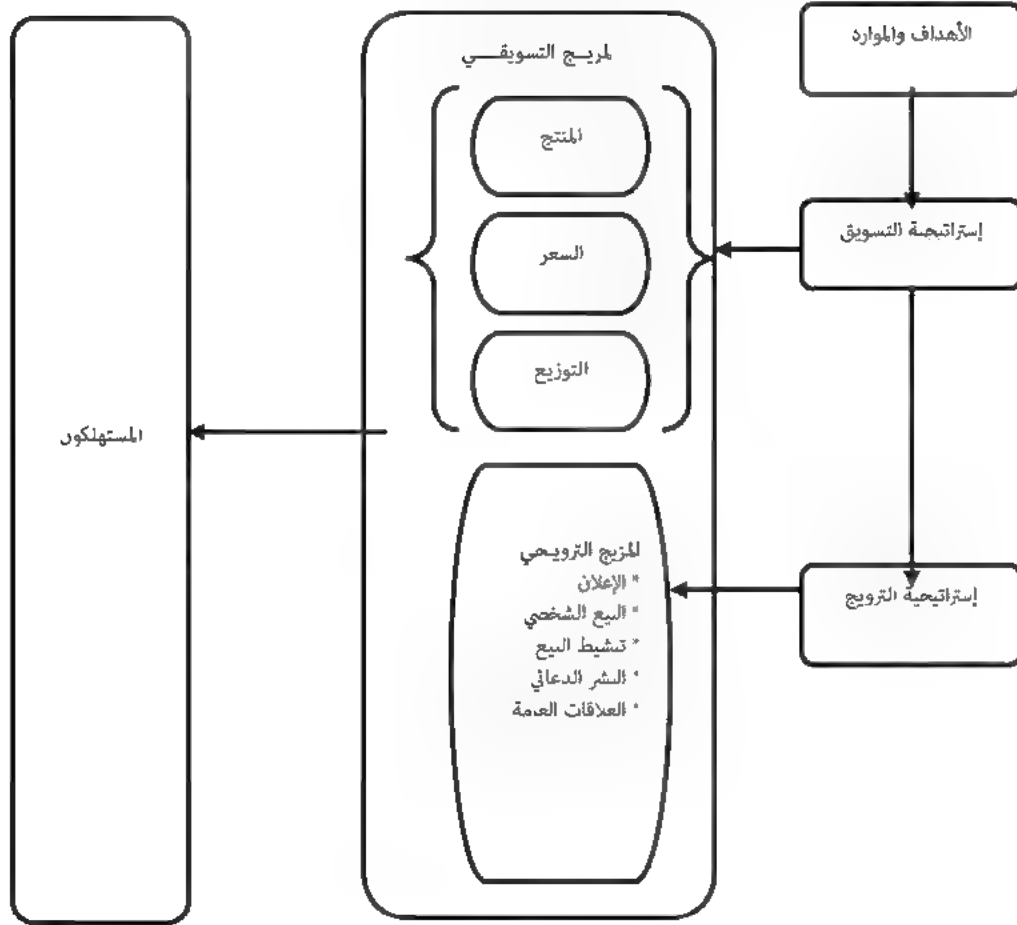 الأهداف والموارد
المزيج التسويقـــي
المنتج
إستراتيجية التسويق
السعر
التوزيع
المستهلكون
المزيج الترويجي
* الإعلان
* البيع الشخصي
* تنشيط البيع
* النشر الدعائي
* العلاقات العامة
إستراتيجية الترويج